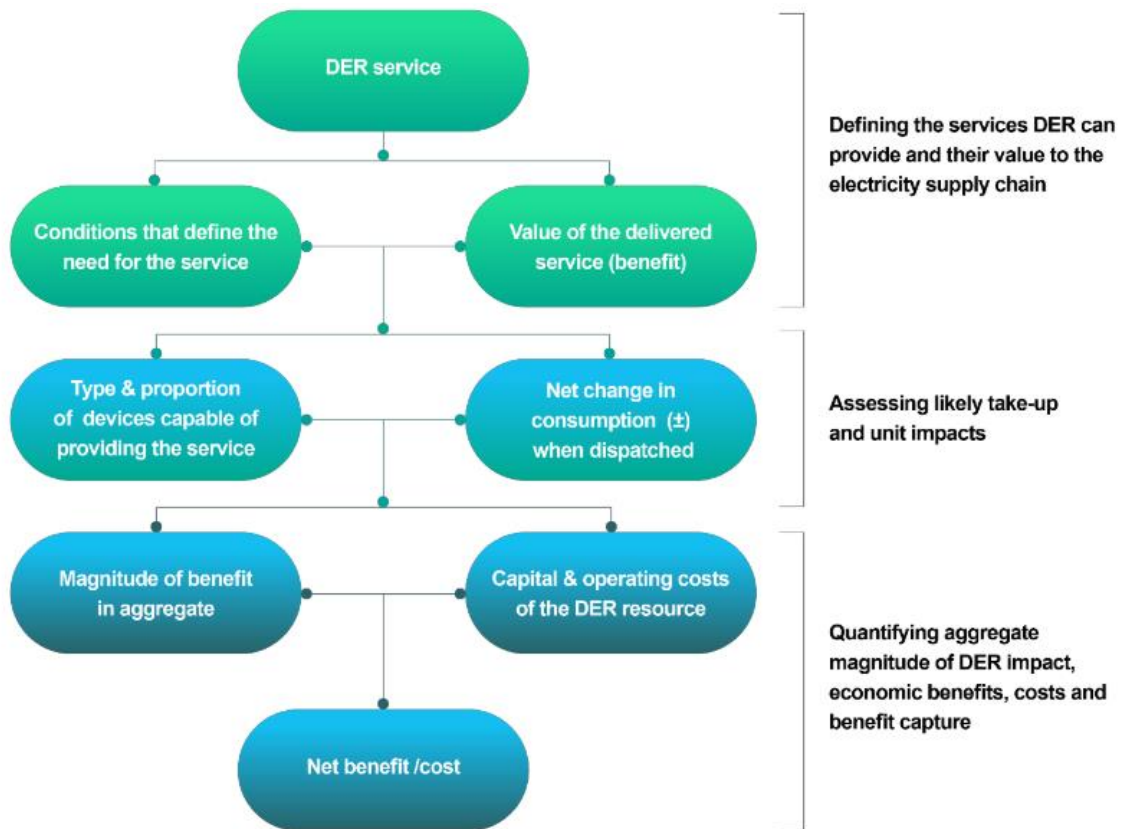 DER service
Defining the services DER can
provide and their value to the
electricity supply chain
Conditions that define the
need for the service
Value of the delivered
service (benefit)
Type & proportion
of devices capable of
providing the service
Net change in
consumption (±)
when dispatched
Assessing likely take-up
and unit impacts
Magnitude of benefit
in aggregate
Capital & operating costs
of the DER resource
Quantifying aggregate
magnitude of DER impact,
economic benefits, costs and
benefit capture
Net benefit /cost